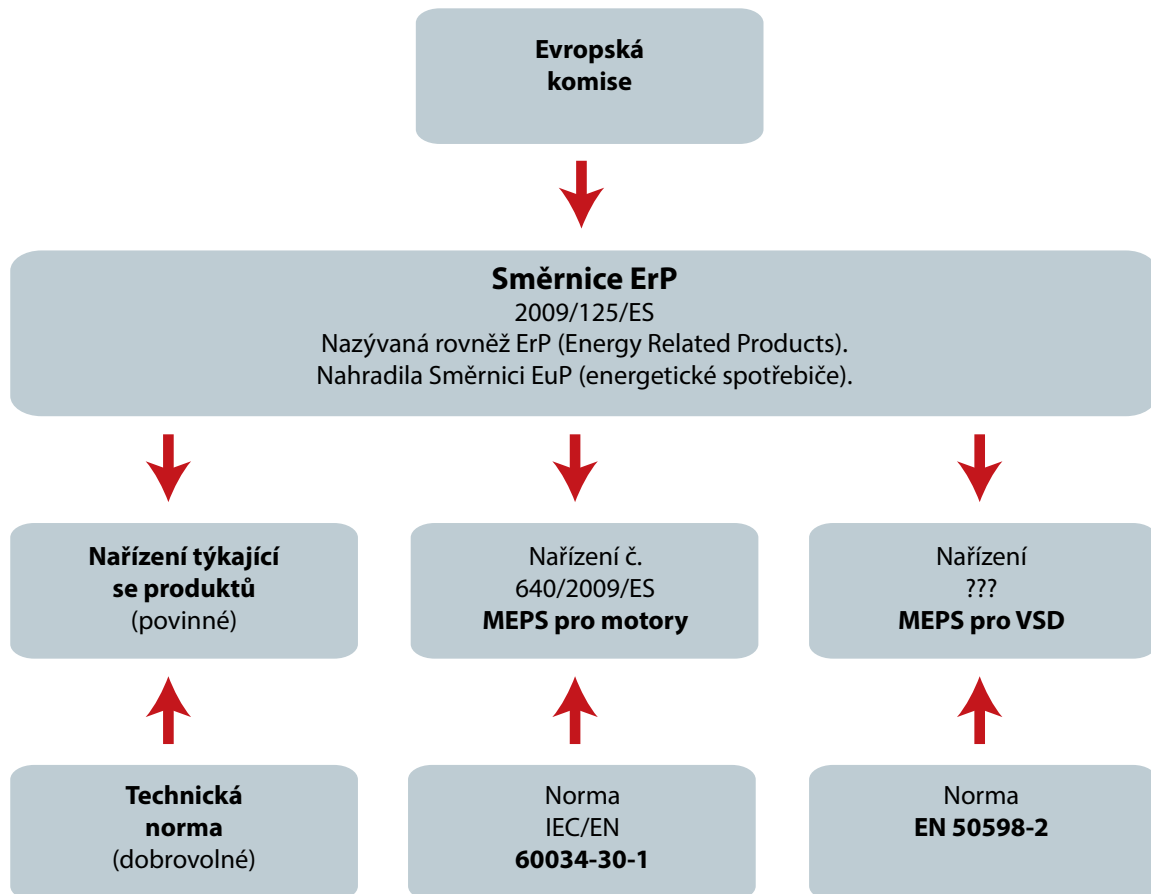 Evropská
komise
Směrnice ErP
2009/125/ES
Nazývaná rovněž ErP (Energy Related Products).
Nahradila Směrnici EuP (energetické spotřebiče).
Nařízení týkající
se produktů
(povinné)
Nařízení č.
640/2009/ES
MEPS pro motory
Nařízení
???
MEPS pro VSD
Technická
norma
(dobrovolné)
Norma
IEC/EN
60034-30-1
Norma
EN 50598-2